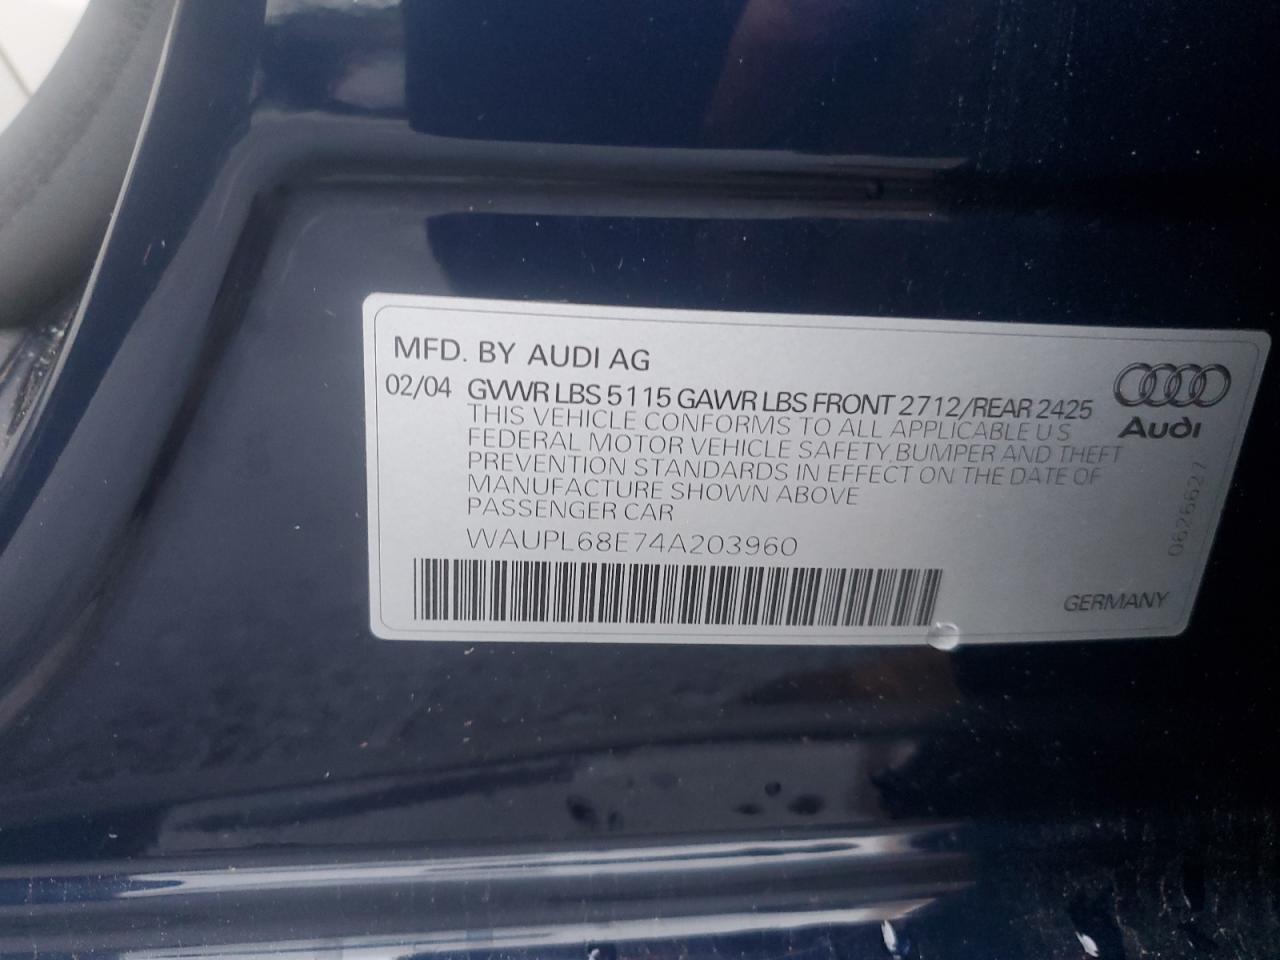 MFD. BY AUDI AG
02/04 GVWR LBS 5115 GAWR LBS FRONT 2712/REAR 2425
THIS VEHICLE CONFORMS TO ALL APPLICABLE U S
FEDERAL MOTOR VEHICLE SAFETY, BUMPER AND THEFT
PREVENTION STANDARDS IN EFFECT ON THE DATE OF
MANUFACTURE SHOWN ABOVE
PASSENGER CAR
WAUPL68E74A203960
Audi
0626627
GERMANY